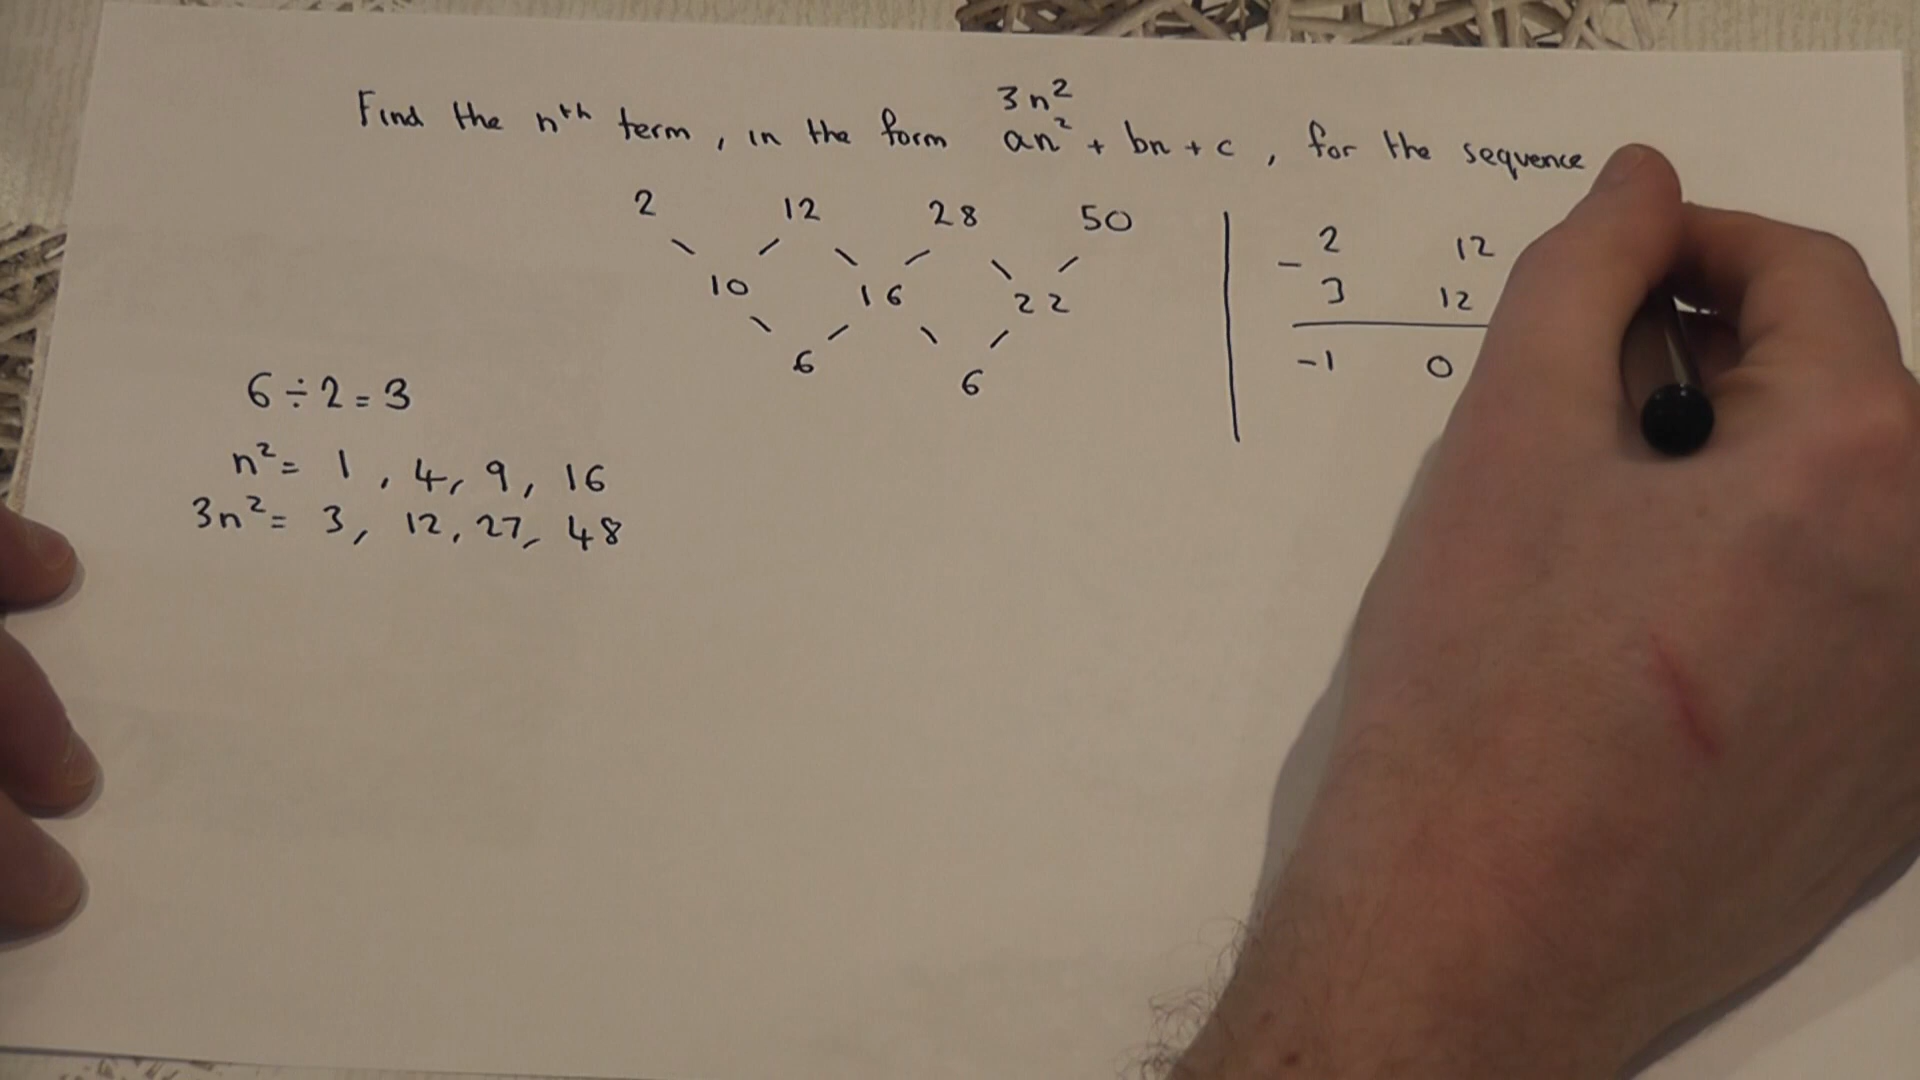 3n²
Find the nᵗʰ term, in the form an² + bn + c, for the sequence
2 12 28 50
10 16 22
6 6
- 2 12
3 12
-1 0
6 ÷ 2 = 3
n² = 1, 4, 9, 16
3n² = 3, 12, 27, 48